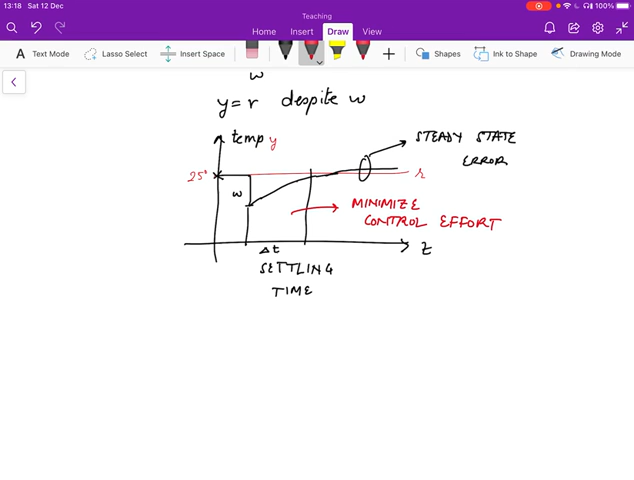 13:18 Sat 12 Dec
100%
Teaching
Home Insert Draw View
Text Mode Lasso Select Insert Space Shapes Ink to Shape Drawing Mode
w
y = r despite w
temp y
STEADY STATE
ERROR
25°
r
w
MINIMIZE
CONTROL EFFORT
Δt
t
SETTLING
TIME